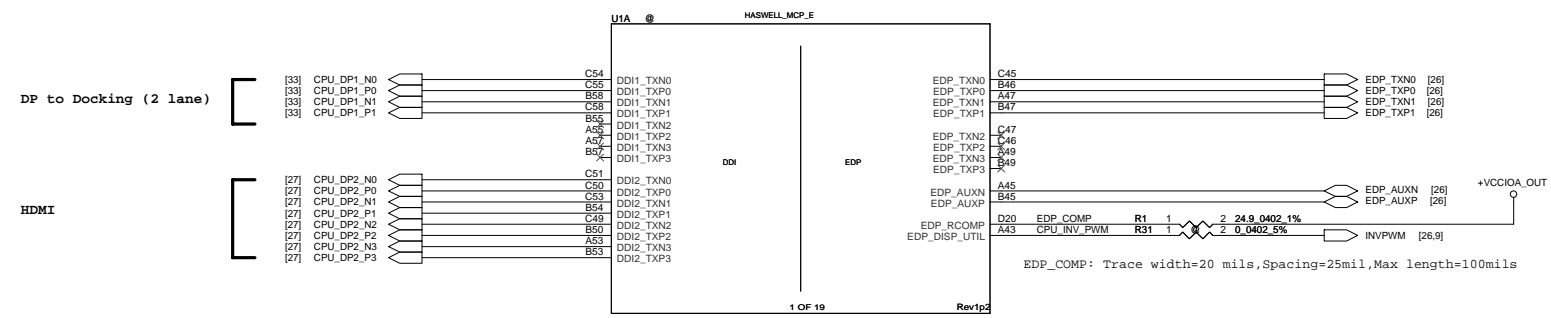 U1A @ HASWELL_MCP_E
DP to Docking (2 lane)
[33] CPU_DP1_N0 C54 DDI1_TXN0
[33] CPU_DP1_P0 C55 DDI1_TXP0
[33] CPU_DP1_N1 B58 DDI1_TXN1
[33] CPU_DP1_P1 C58 DDI1_TXP1
B55 DDI1_TXN2
A55 DDI1_TXP2
A57 DDI1_TXN3
B57 DDI1_TXP3
HDMI
[27] CPU_DP2_N0 C51 DDI2_TXN0
[27] CPU_DP2_P0 C50 DDI2_TXP0
[27] CPU_DP2_N1 C53 DDI2_TXN1
[27] CPU_DP2_P1 B54 DDI2_TXP1
[27] CPU_DP2_N2 C49 DDI2_TXN2
[27] CPU_DP2_P2 B50 DDI2_TXP2
[27] CPU_DP2_N3 A53 DDI2_TXN3
[27] CPU_DP2_P3 B53 DDI2_TXP3
DDI
EDP
EDP_TXN0 C45 EDP_TXN0 [26]
EDP_TXP0 B46 EDP_TXP0 [26]
EDP_TXN1 A47 EDP_TXN1 [26]
EDP_TXP1 B47 EDP_TXP1 [26]
EDP_TXN2 C47
EDP_TXP2 C46
EDP_TXN3 A49
EDP_TXP3 B49
EDP_AUXN A45 EDP_AUXN [26]
EDP_AUXP B45 EDP_AUXP [26]
+VCCIOA_OUT
EDP_RCOMP D20 EDP_COMP R1 1 2 24.9_0402_1%
EDP_DISP_UTIL A43 CPU_INV_PWM R31 1 @ 2 0_0402_5% INVPWM [26,9]
EDP_COMP: Trace width=20 mils,Spacing=25mil,Max length=100mils
1 OF 19 Rev1p2